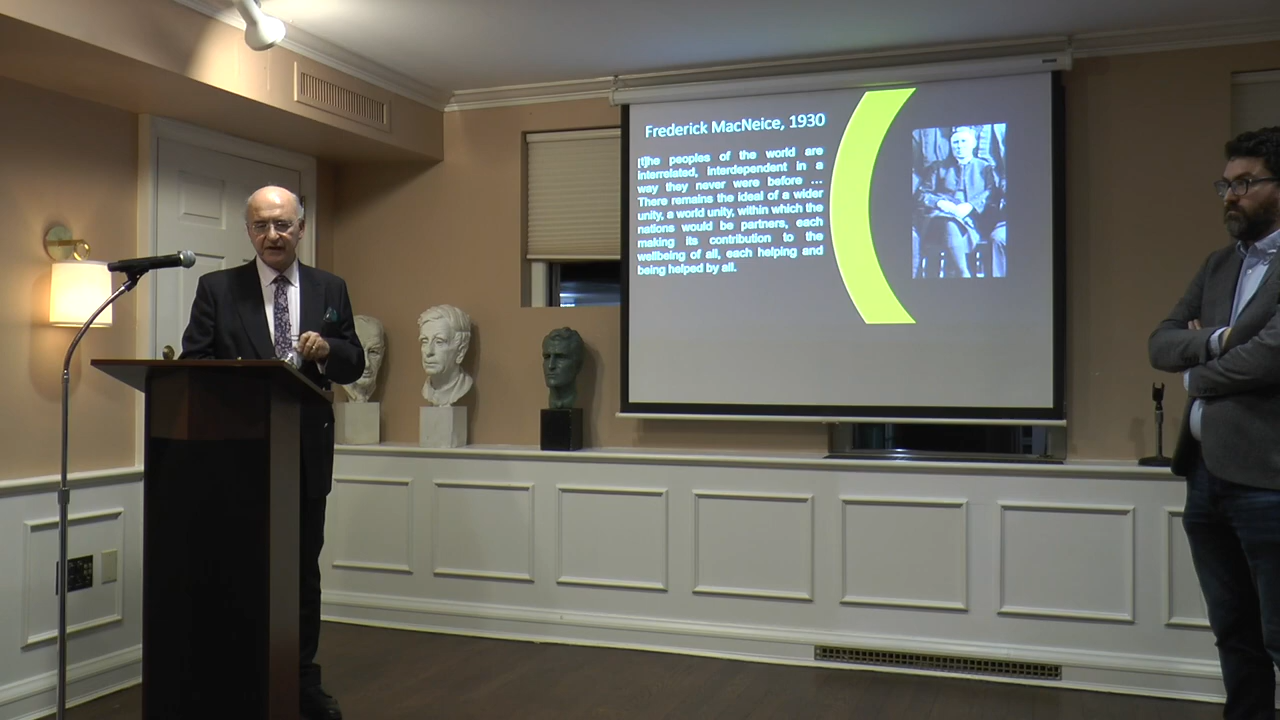 Frederick MacNeice, 1930
[t]he peoples of the world are
interrelated, interdependent in a
way they never were before ...
There remains the ideal of a wider
unity, a world unity, within which the
nations would be partners, each
making its contribution to the
wellbeing of all, each helping and
being helped by all.